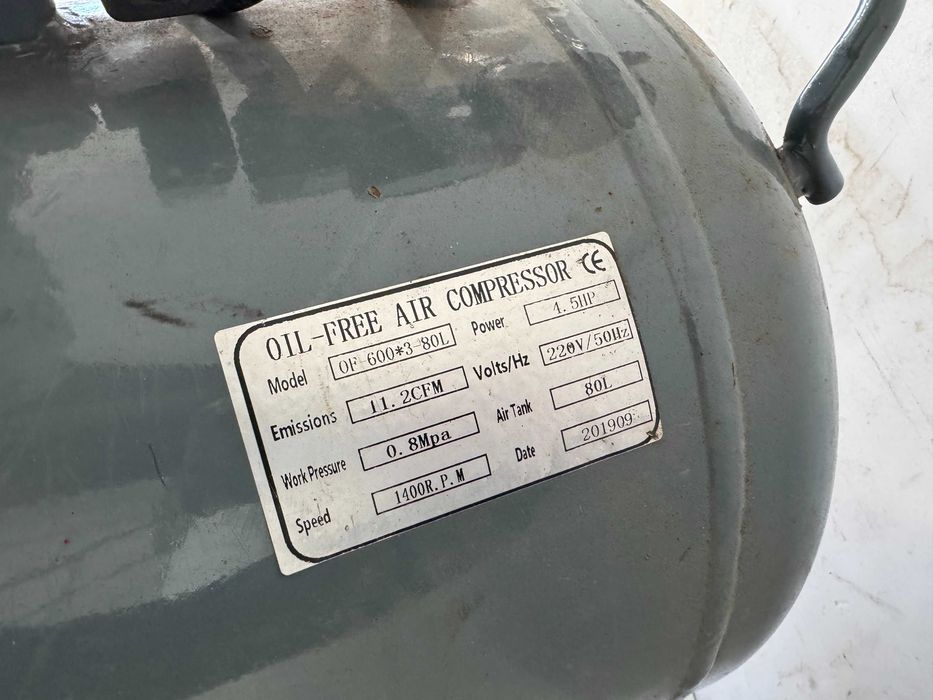 OIL-FREE AIR COMPRESSOR CE
Model OF-600*3-80L Power 4.5HP
Emissions 11.2CFM Volts/Hz 220V/50Hz
Work Pressure 0.8Mpa Air Tank 80L
Speed 1400R.P.M Date 201909